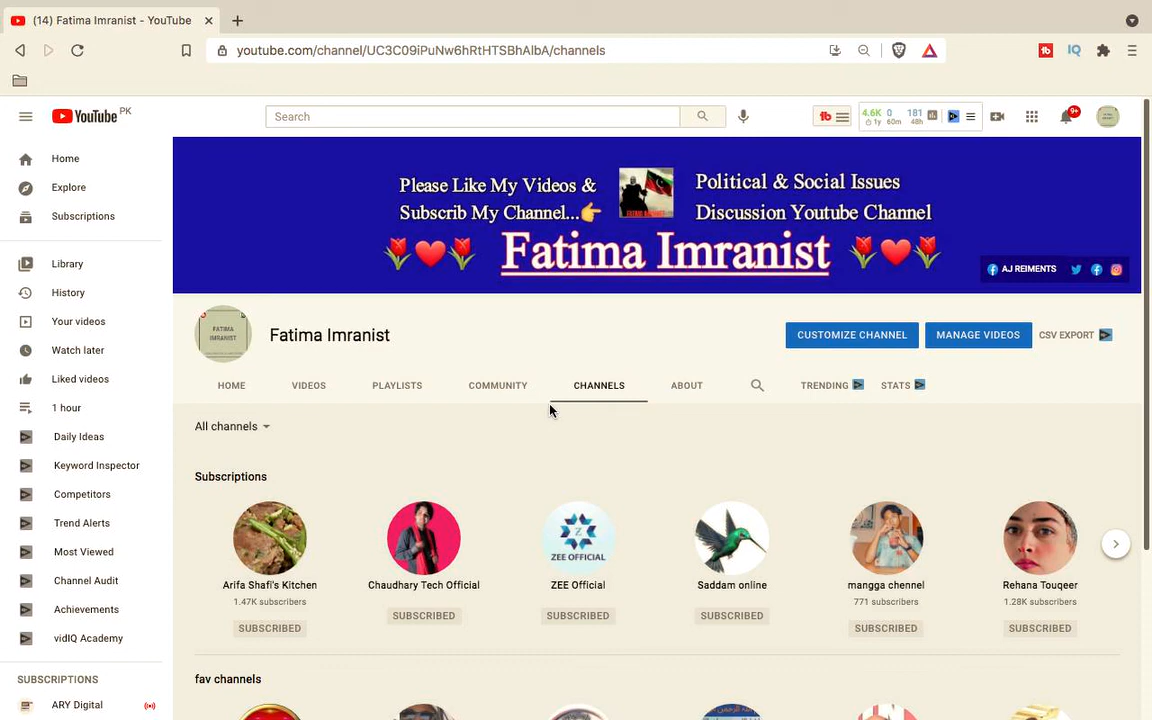 (14) Fatima Imranist - YouTube
youtube.com/channel/UC3C09iPuNw6hRtHTSBhAlbA/channels
YouTube PK
Search
4.6K 0 181
1y 60m 48h
9+
Home
Explore
Subscriptions
Library
History
Your videos
Watch later
Liked videos
1 hour
Daily Ideas
Keyword Inspector
Competitors
Trend Alerts
Most Viewed
Channel Audit
Achievements
vidIQ Academy
SUBSCRIPTIONS
ARY Digital
Please Like My Videos &
Subscrib My Channel...
Political & Social Issues
Discussion Youtube Channel
Fatima Imranist
AJ REIMENTS
FATIMA
IMRANIST
Fatima Imranist
CUSTOMIZE CHANNEL
MANAGE VIDEOS
CSV EXPORT
HOME VIDEOS PLAYLISTS COMMUNITY CHANNELS ABOUT TRENDING STATS
All channels
Subscriptions
ZEE OFFICIAL
Arifa Shafi's Kitchen Chaudhary Tech Official ZEE Official Saddam online mangga chennel Rehana Touqeer
1.47K subscribers 771 subscribers 1.28K subscribers
SUBSCRIBED SUBSCRIBED SUBSCRIBED SUBSCRIBED SUBSCRIBED SUBSCRIBED
fav channels